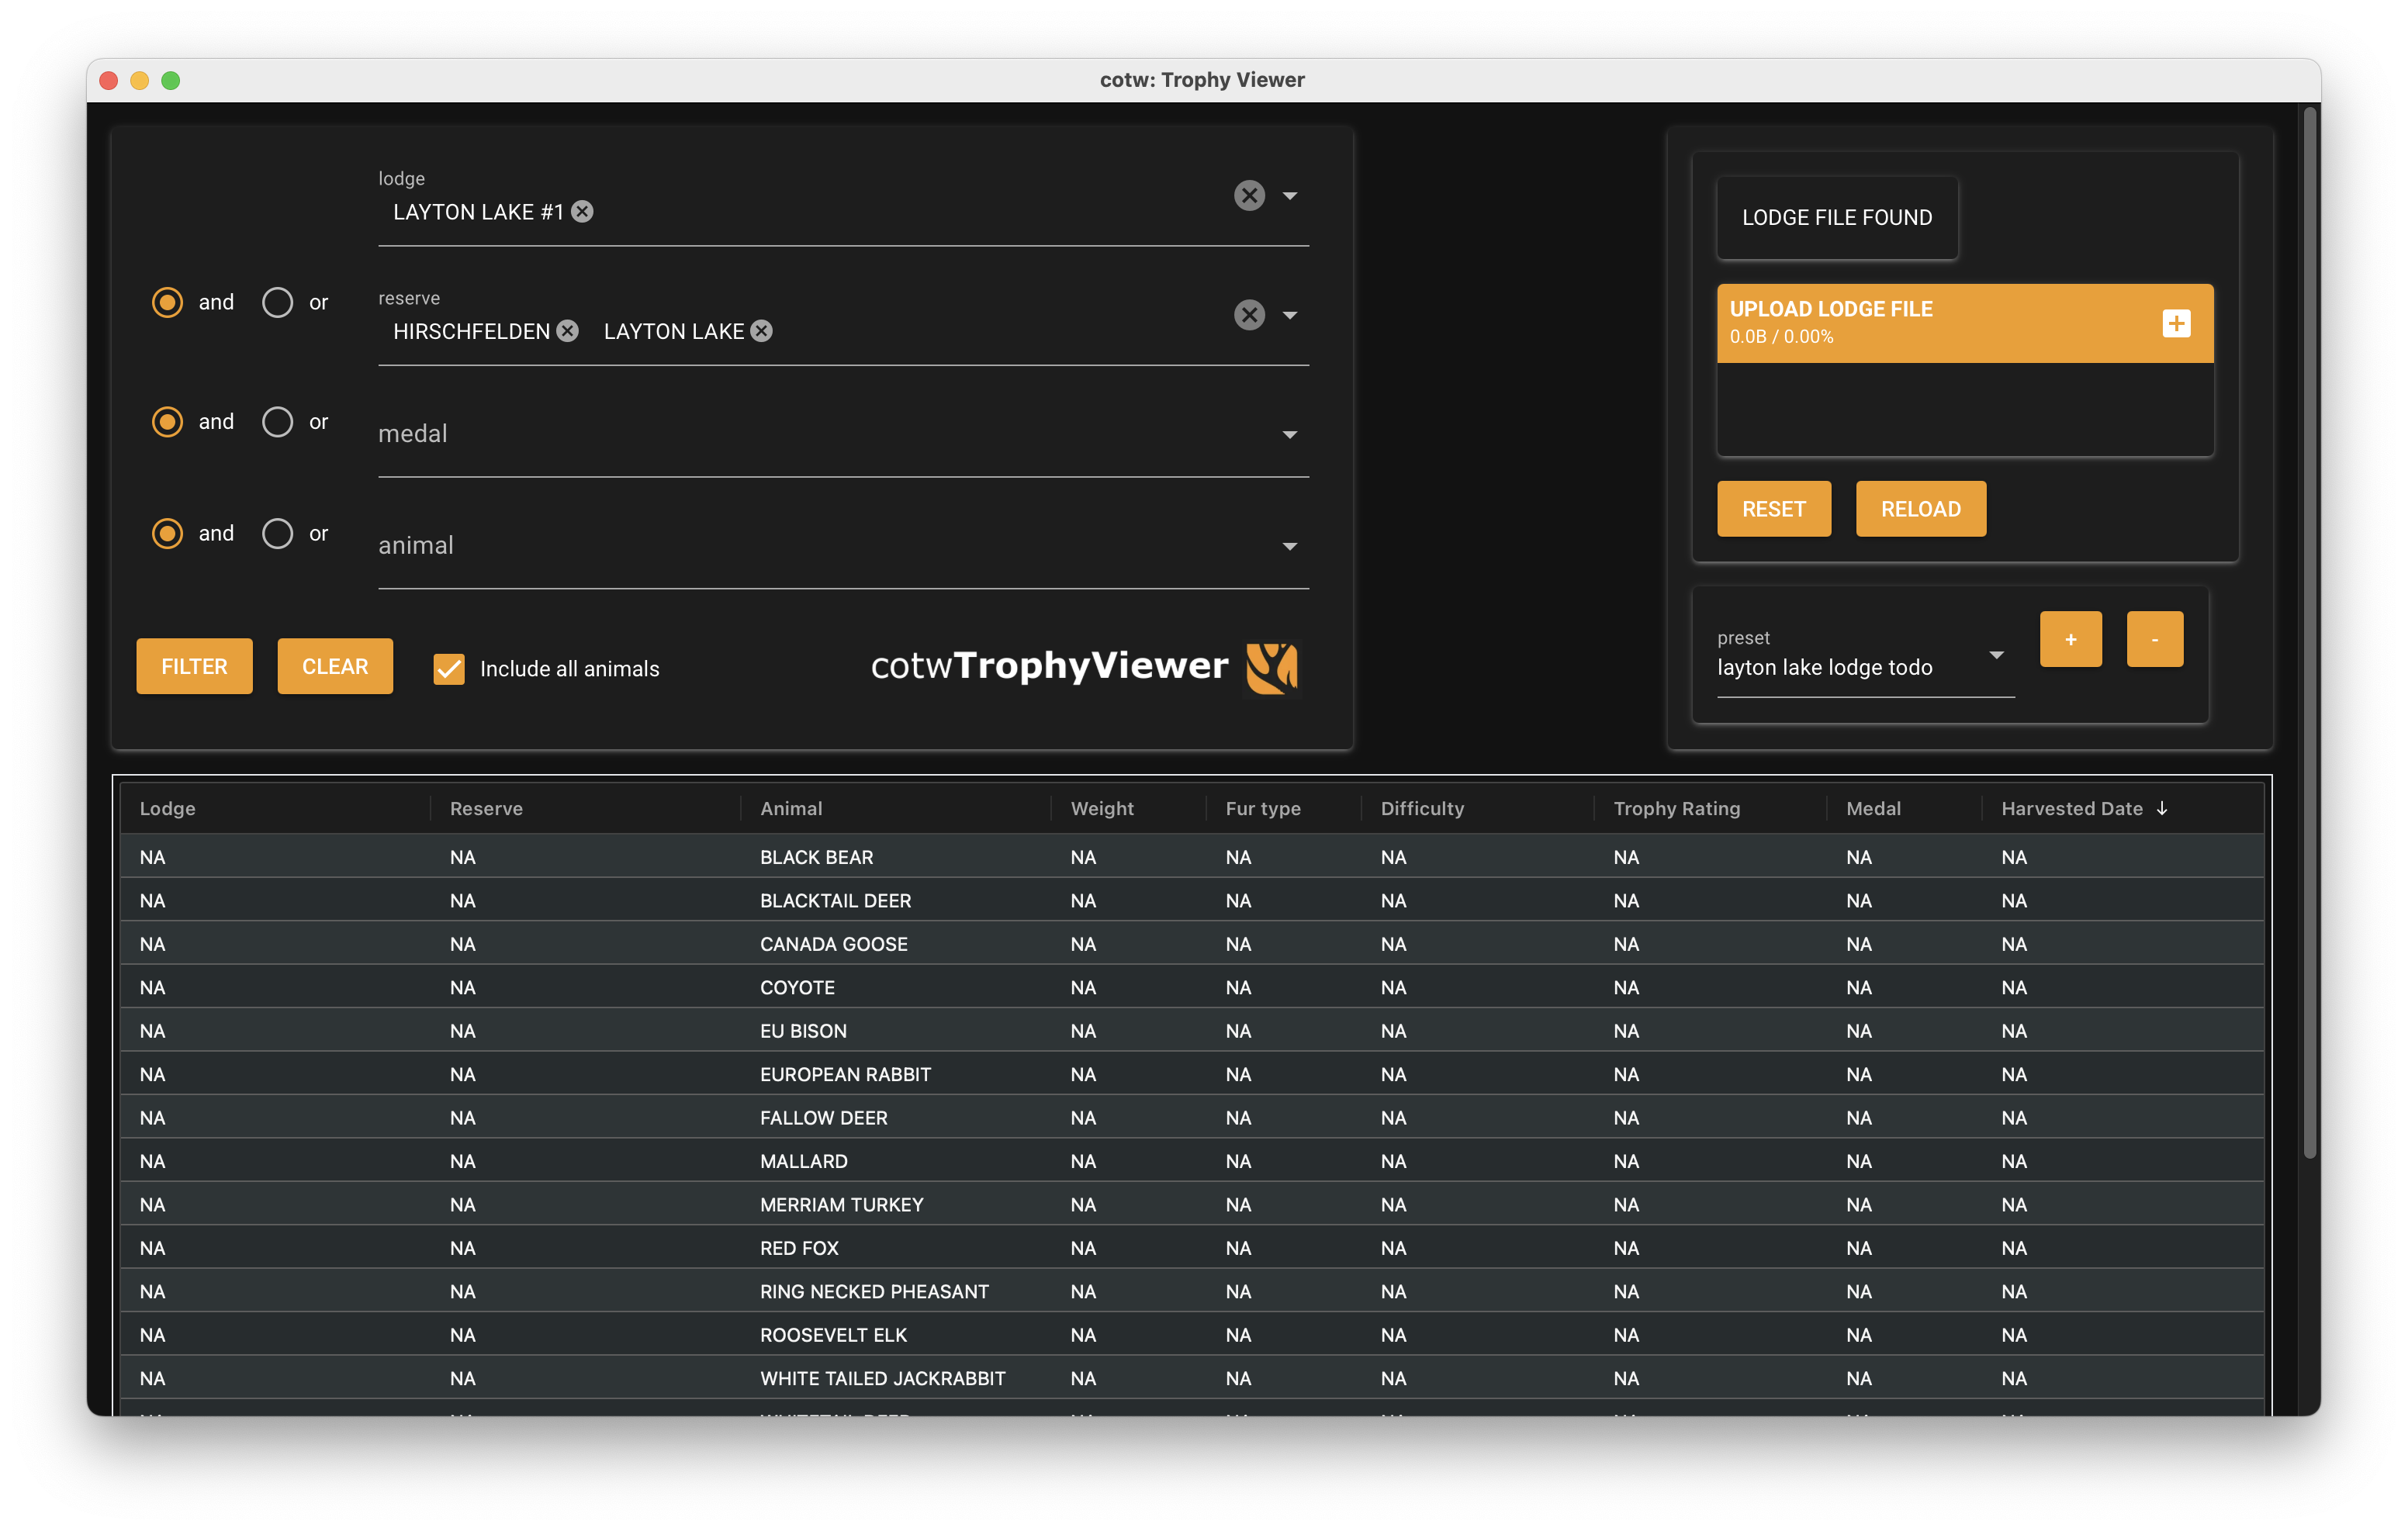 cotw: Trophy Viewer
lodge
LAYTON LAKE #1
and or
reserve
HIRSCHFELDEN LAYTON LAKE
and or
medal
and or
animal
FILTER CLEAR Include all animals
cotwTrophyViewer
LODGE FILE FOUND
UPLOAD LODGE FILE
0.0B / 0.00%
RESET RELOAD
preset
layton lake lodge todo
+ -
Lodge Reserve Animal Weight Fur type Difficulty Trophy Rating Medal Harvested Date ↓
NA NA BLACK BEAR NA NA NA NA NA NA
NA NA BLACKTAIL DEER NA NA NA NA NA NA
NA NA CANADA GOOSE NA NA NA NA NA NA
NA NA COYOTE NA NA NA NA NA NA
NA NA EU BISON NA NA NA NA NA NA
NA NA EUROPEAN RABBIT NA NA NA NA NA NA
NA NA FALLOW DEER NA NA NA NA NA NA
NA NA MALLARD NA NA NA NA NA NA
NA NA MERRIAM TURKEY NA NA NA NA NA NA
NA NA RED FOX NA NA NA NA NA NA
NA NA RING NECKED PHEASANT NA NA NA NA NA NA
NA NA ROOSEVELT ELK NA NA NA NA NA NA
NA NA WHITE TAILED JACKRABBIT NA NA NA NA NA NA